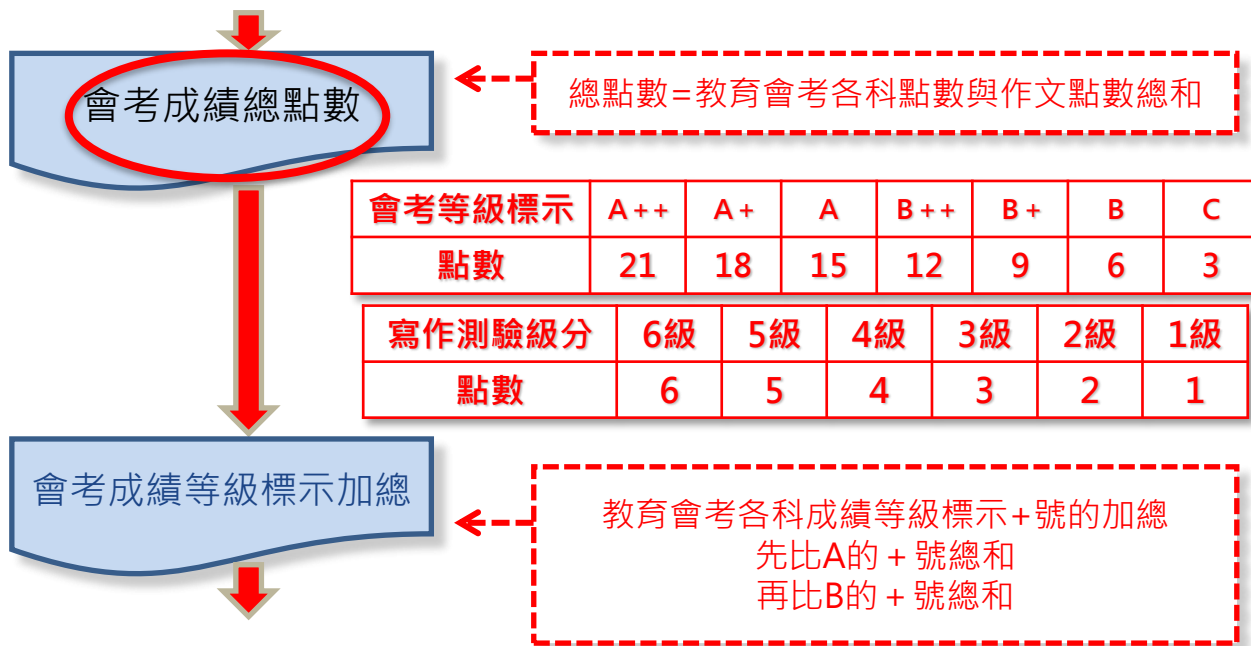 會考成績總點數
總點數=教育會考各科點數與作文點數總和
會考等級標示 A++ A+ A B++ B+ B C
點數 21 18 15 12 9 6 3
寫作測驗級分 6級 5級 4級 3級 2級 1級
點數 6 5 4 3 2 1
會考成績等級標示加總
教育會考各科成績等級標示+號的加總
先比A的+號總和
再比B的+號總和